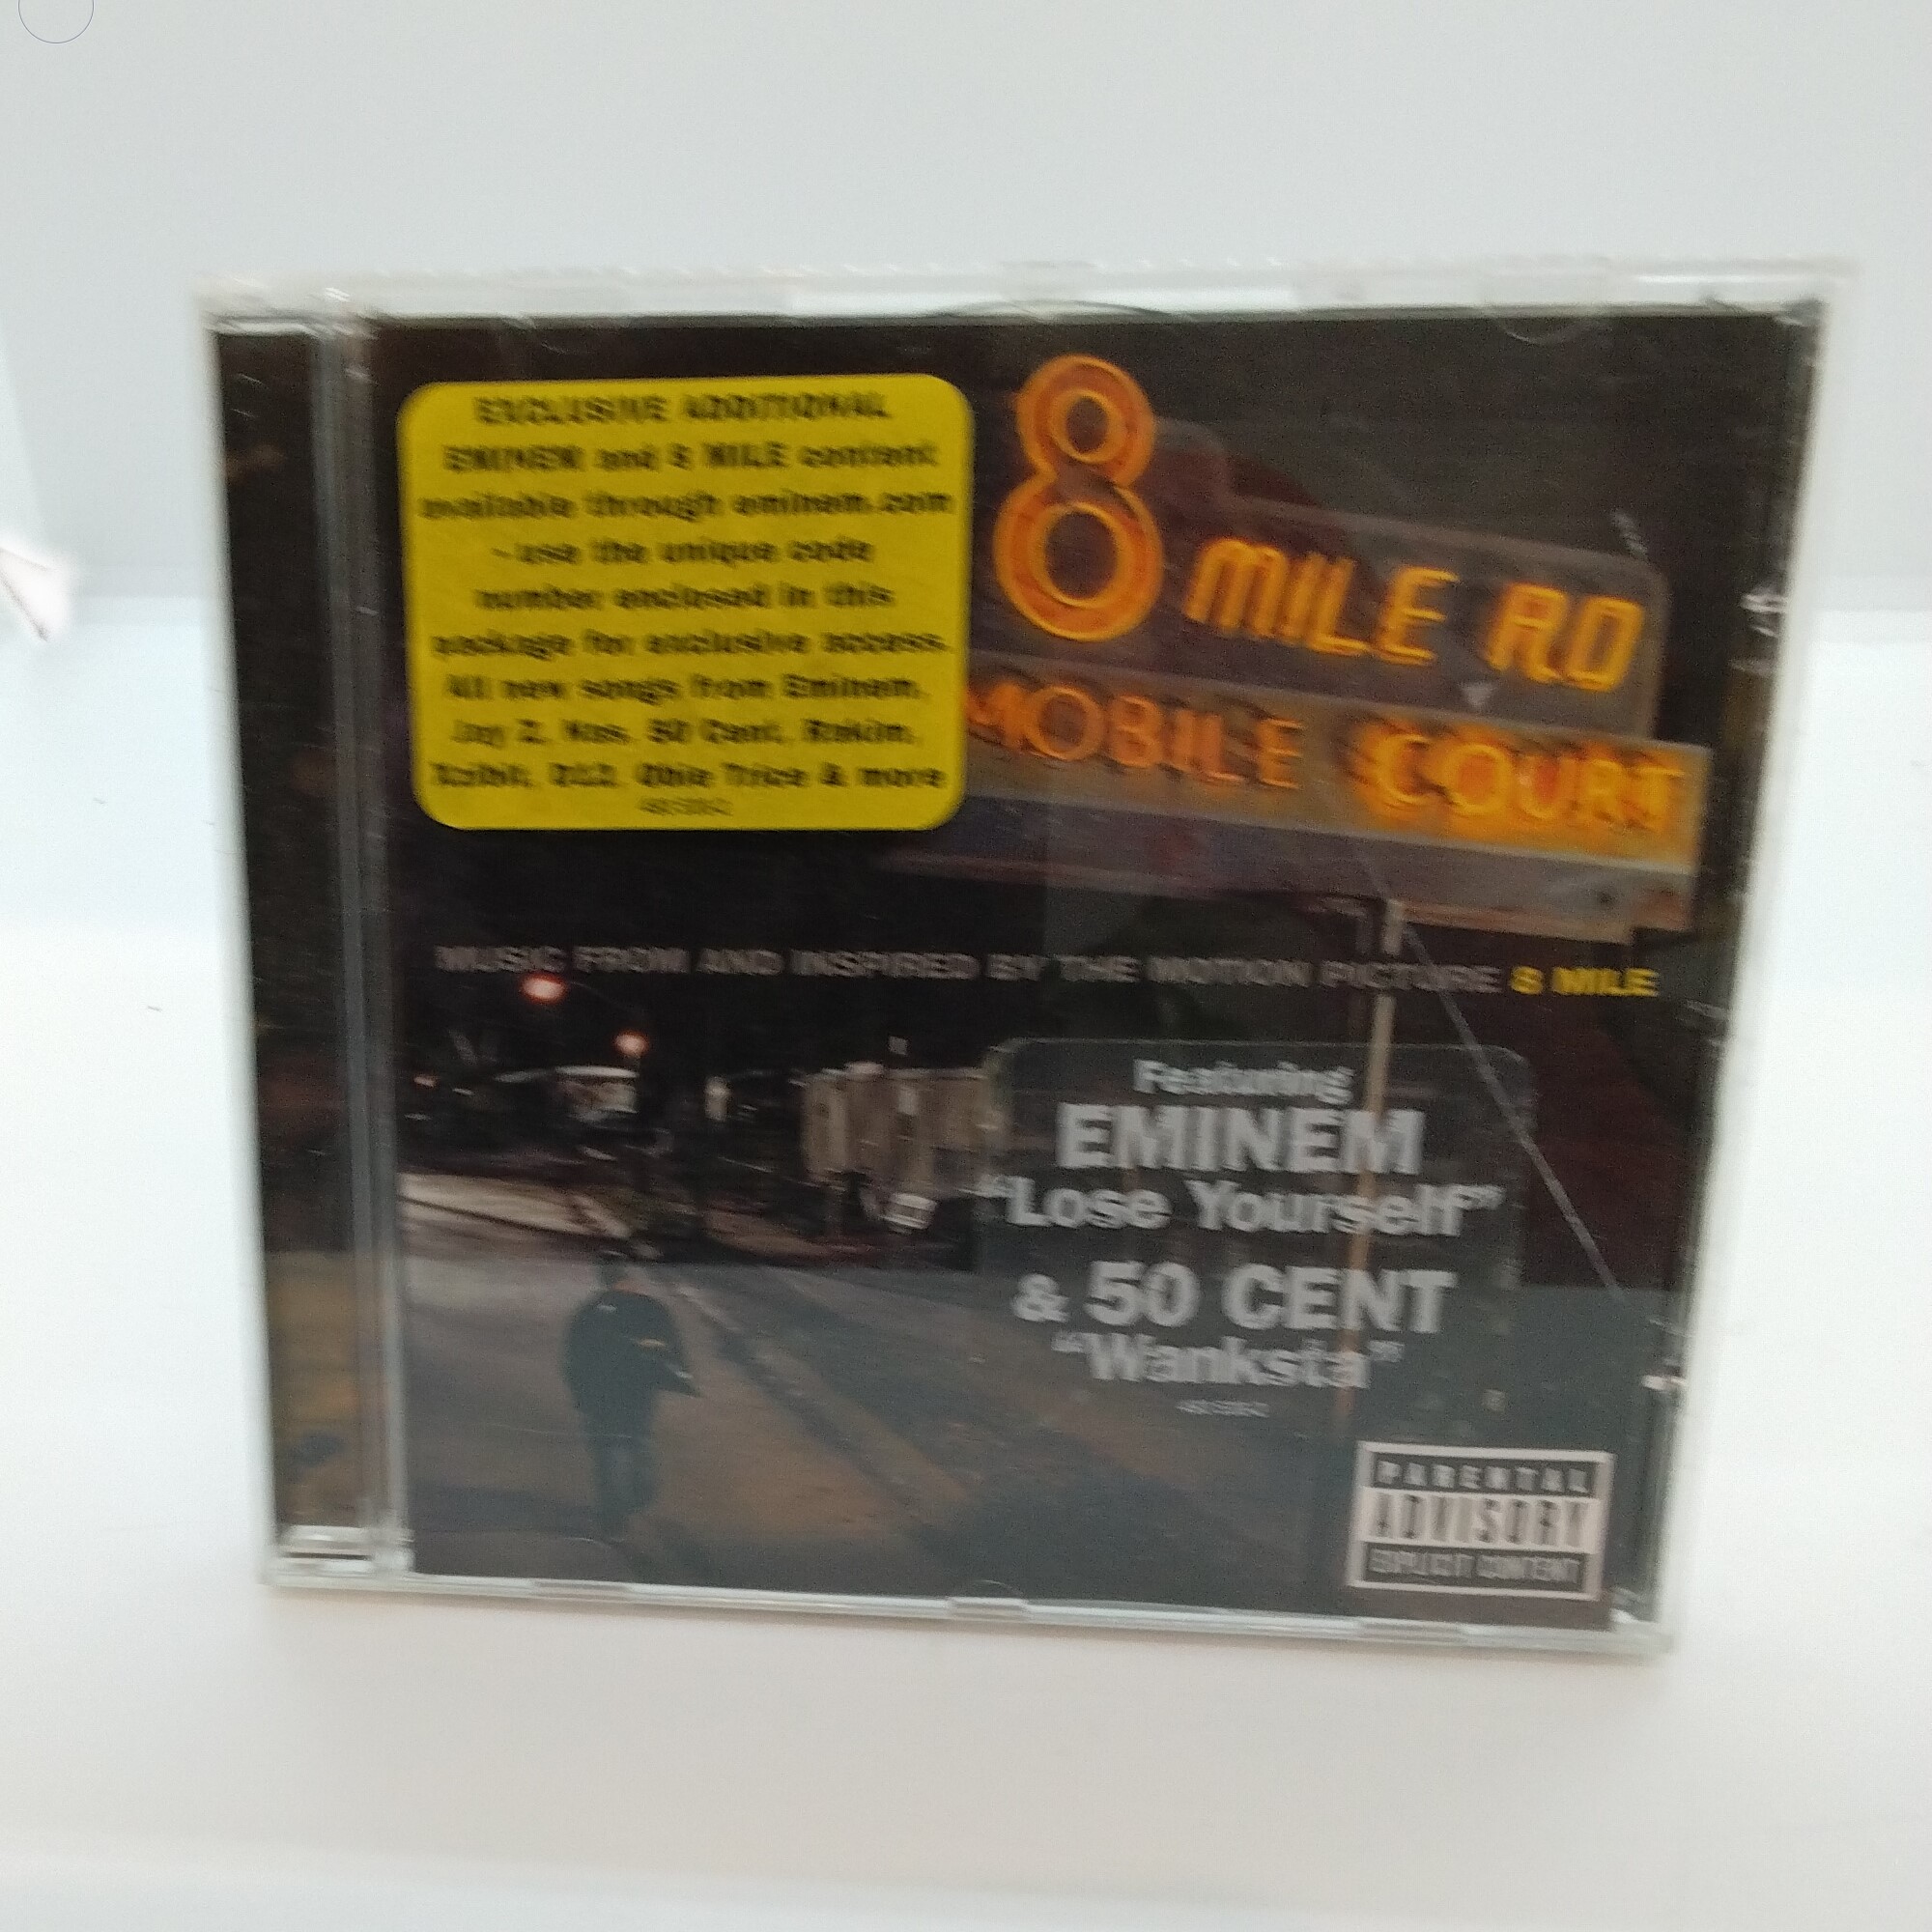 EXCLUSIVE ADDITIONAL
EMINEM and 8 MILE content
available through eminem.com
- use the unique code
number enclosed in this
package for exclusive access.
All new songs from Eminem,
Jay Z, Nas, 50 Cent, Rakim,
Xzibit, D12, Obie Trice & more
8 MILE RD
MOBILE COURT
MUSIC FROM AND INSPIRED BY THE MOTION PICTURE 8 MILE
Featuring
EMINEM
“Lose Yourself”
& 50 CENT
“Wanksta”
PARENTAL
ADVISORY
EXPLICIT CONTENT